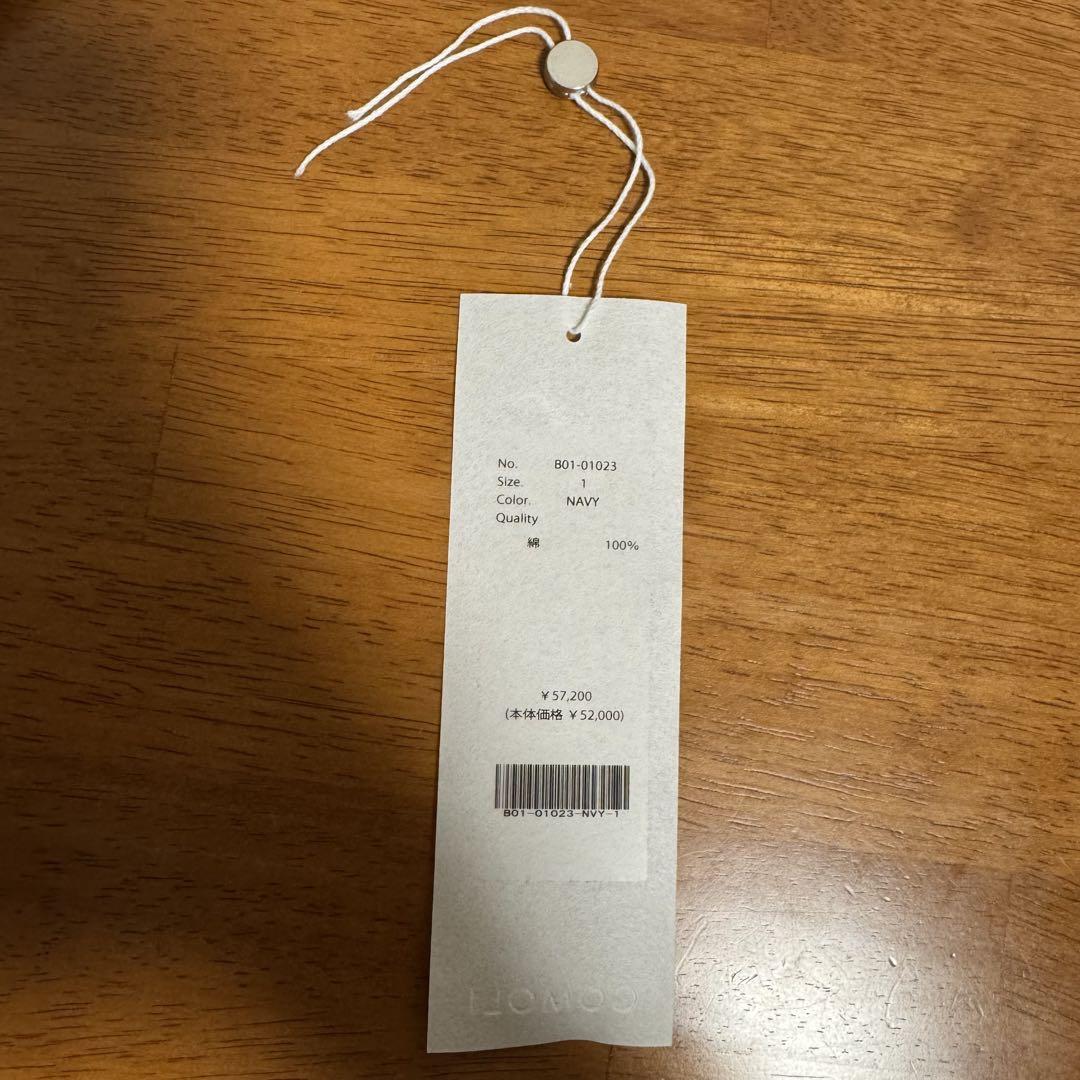 No. B01-01023
Size. 1
Color. NAVY
Quality
綿 100%
￥57,200
(本体価格 ￥52,000)
B01-01023-NVY-1
COMOLI